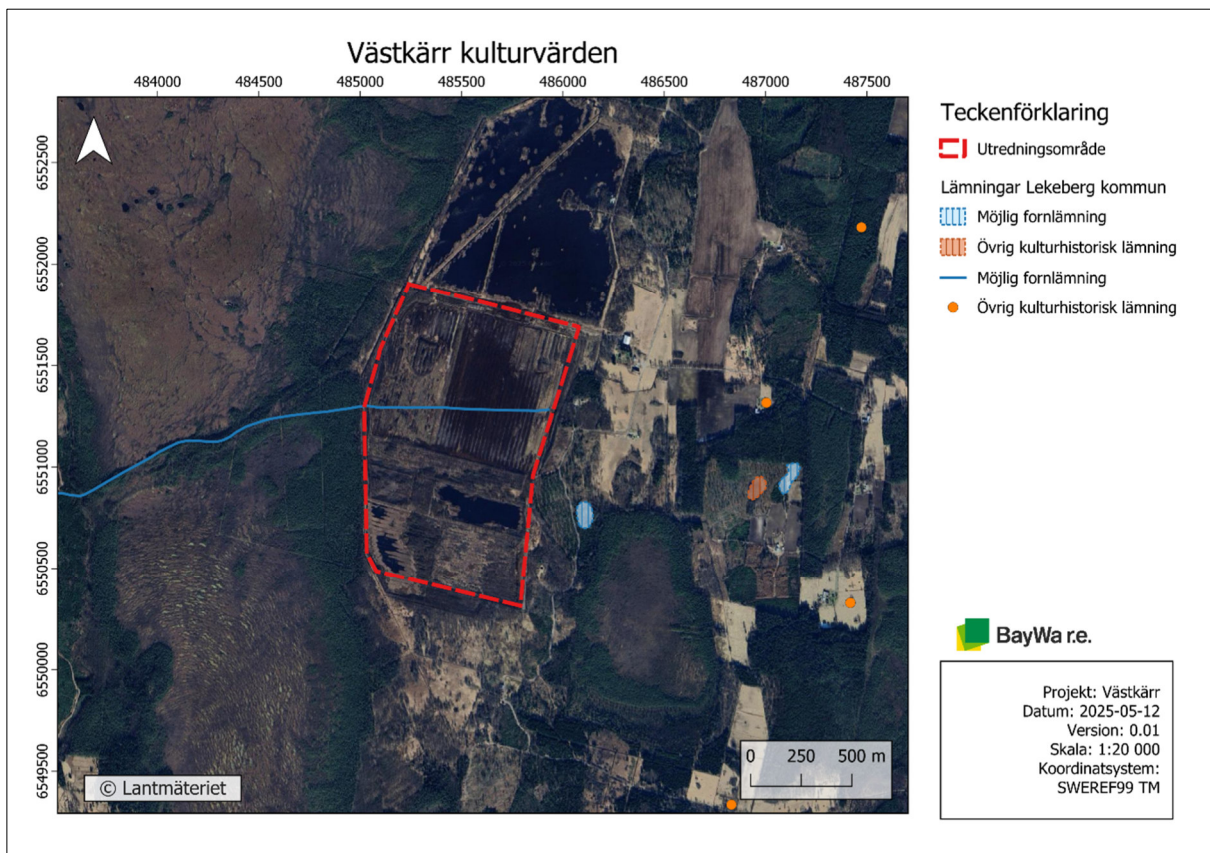 Västkärr kulturvärden
484000 484500 485000 485500 486000 486500 487000 487500
6552500
6552000
6551500
6551000
6550500
6550000
6549500
Teckenförklaring
Utredningsområde
Lämningar Lekeberg kommun
Möjlig fornlämning
Övrig kulturhistorisk lämning
Möjlig fornlämning
Övrig kulturhistorisk lämning
BayWa r.e.
Projekt: Västkärr
Datum: 2025-05-12
Version: 0.01
Skala: 1:20 000
Koordinatsystem:
SWEREF99 TM
0 250 500 m
© Lantmäteriet